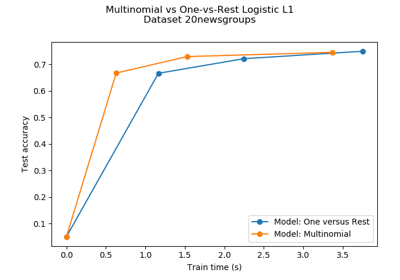 Multinomial vs One-vs-Rest Logistic L1
Dataset 20newsgroups
Test accuracy
0.7
0.6
0.5
0.4
0.3
0.2
0.1
Model: One versus Rest
Model: Multinomial
0.0 0.5 1.0 1.5 2.0 2.5 3.0 3.5
Train time (s)